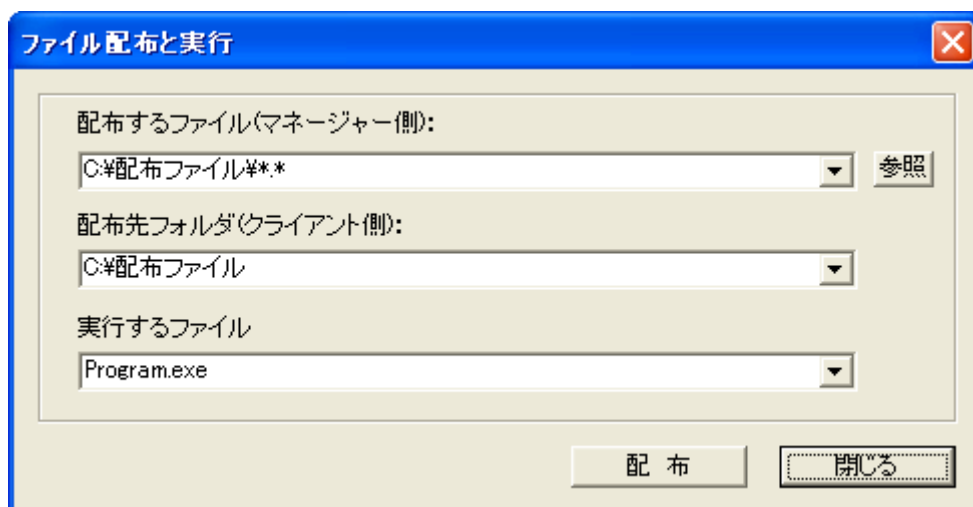 ファイル配布と実行
配布するファイル(マネージャー側):
C:¥配布ファイル¥*.*
参照
配布先フォルダ(クライアント側):
C:¥配布ファイル
実行するファイル
Program.exe
配 布
閉じる